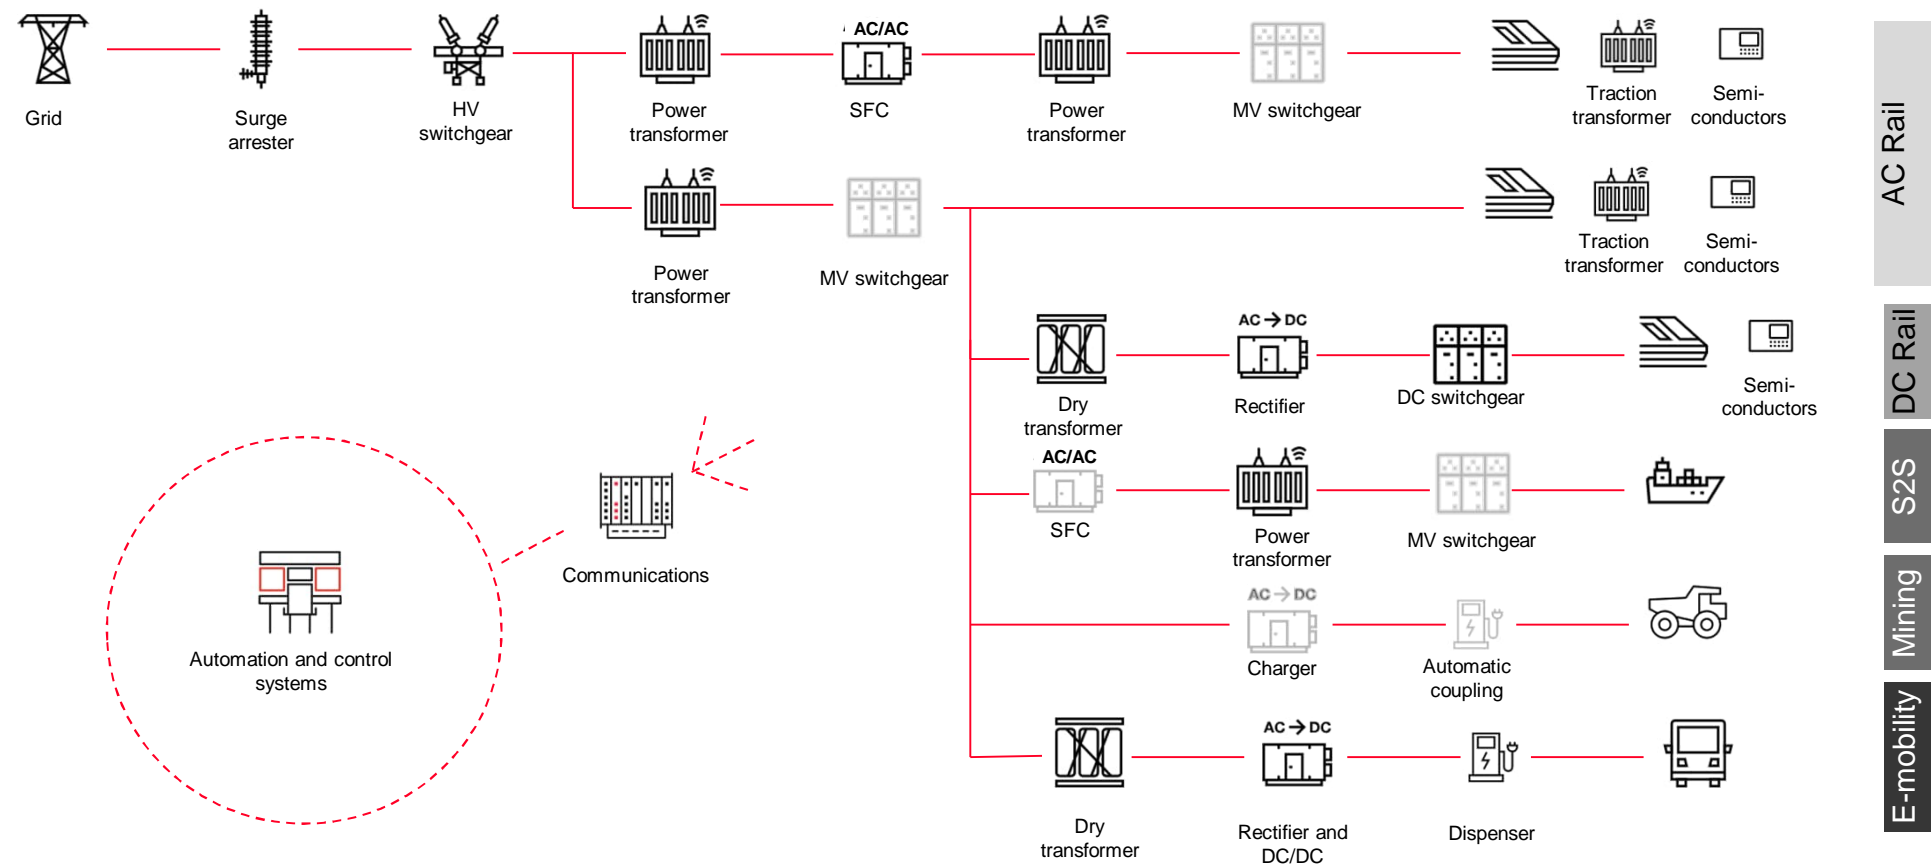 AC/AC
Grid
Surge
arrester
HV
switchgear
Power
transformer
SFC
Power
transformer
MV switchgear
Traction
transformer
Semi-
conductors
AC Rail
Power
transformer
MV switchgear
Traction
transformer
Semi-
conductors
AC → DC
Dry
transformer
Rectifier
DC switchgear
Semi-
conductors
DC Rail
AC/AC
SFC
Power
transformer
MV switchgear
S2S
Communications
Automation and control
systems
AC → DC
Charger
Automatic
coupling
Mining
AC → DC
Dry
transformer
Rectifier and
DC/DC
Dispenser
E-mobility